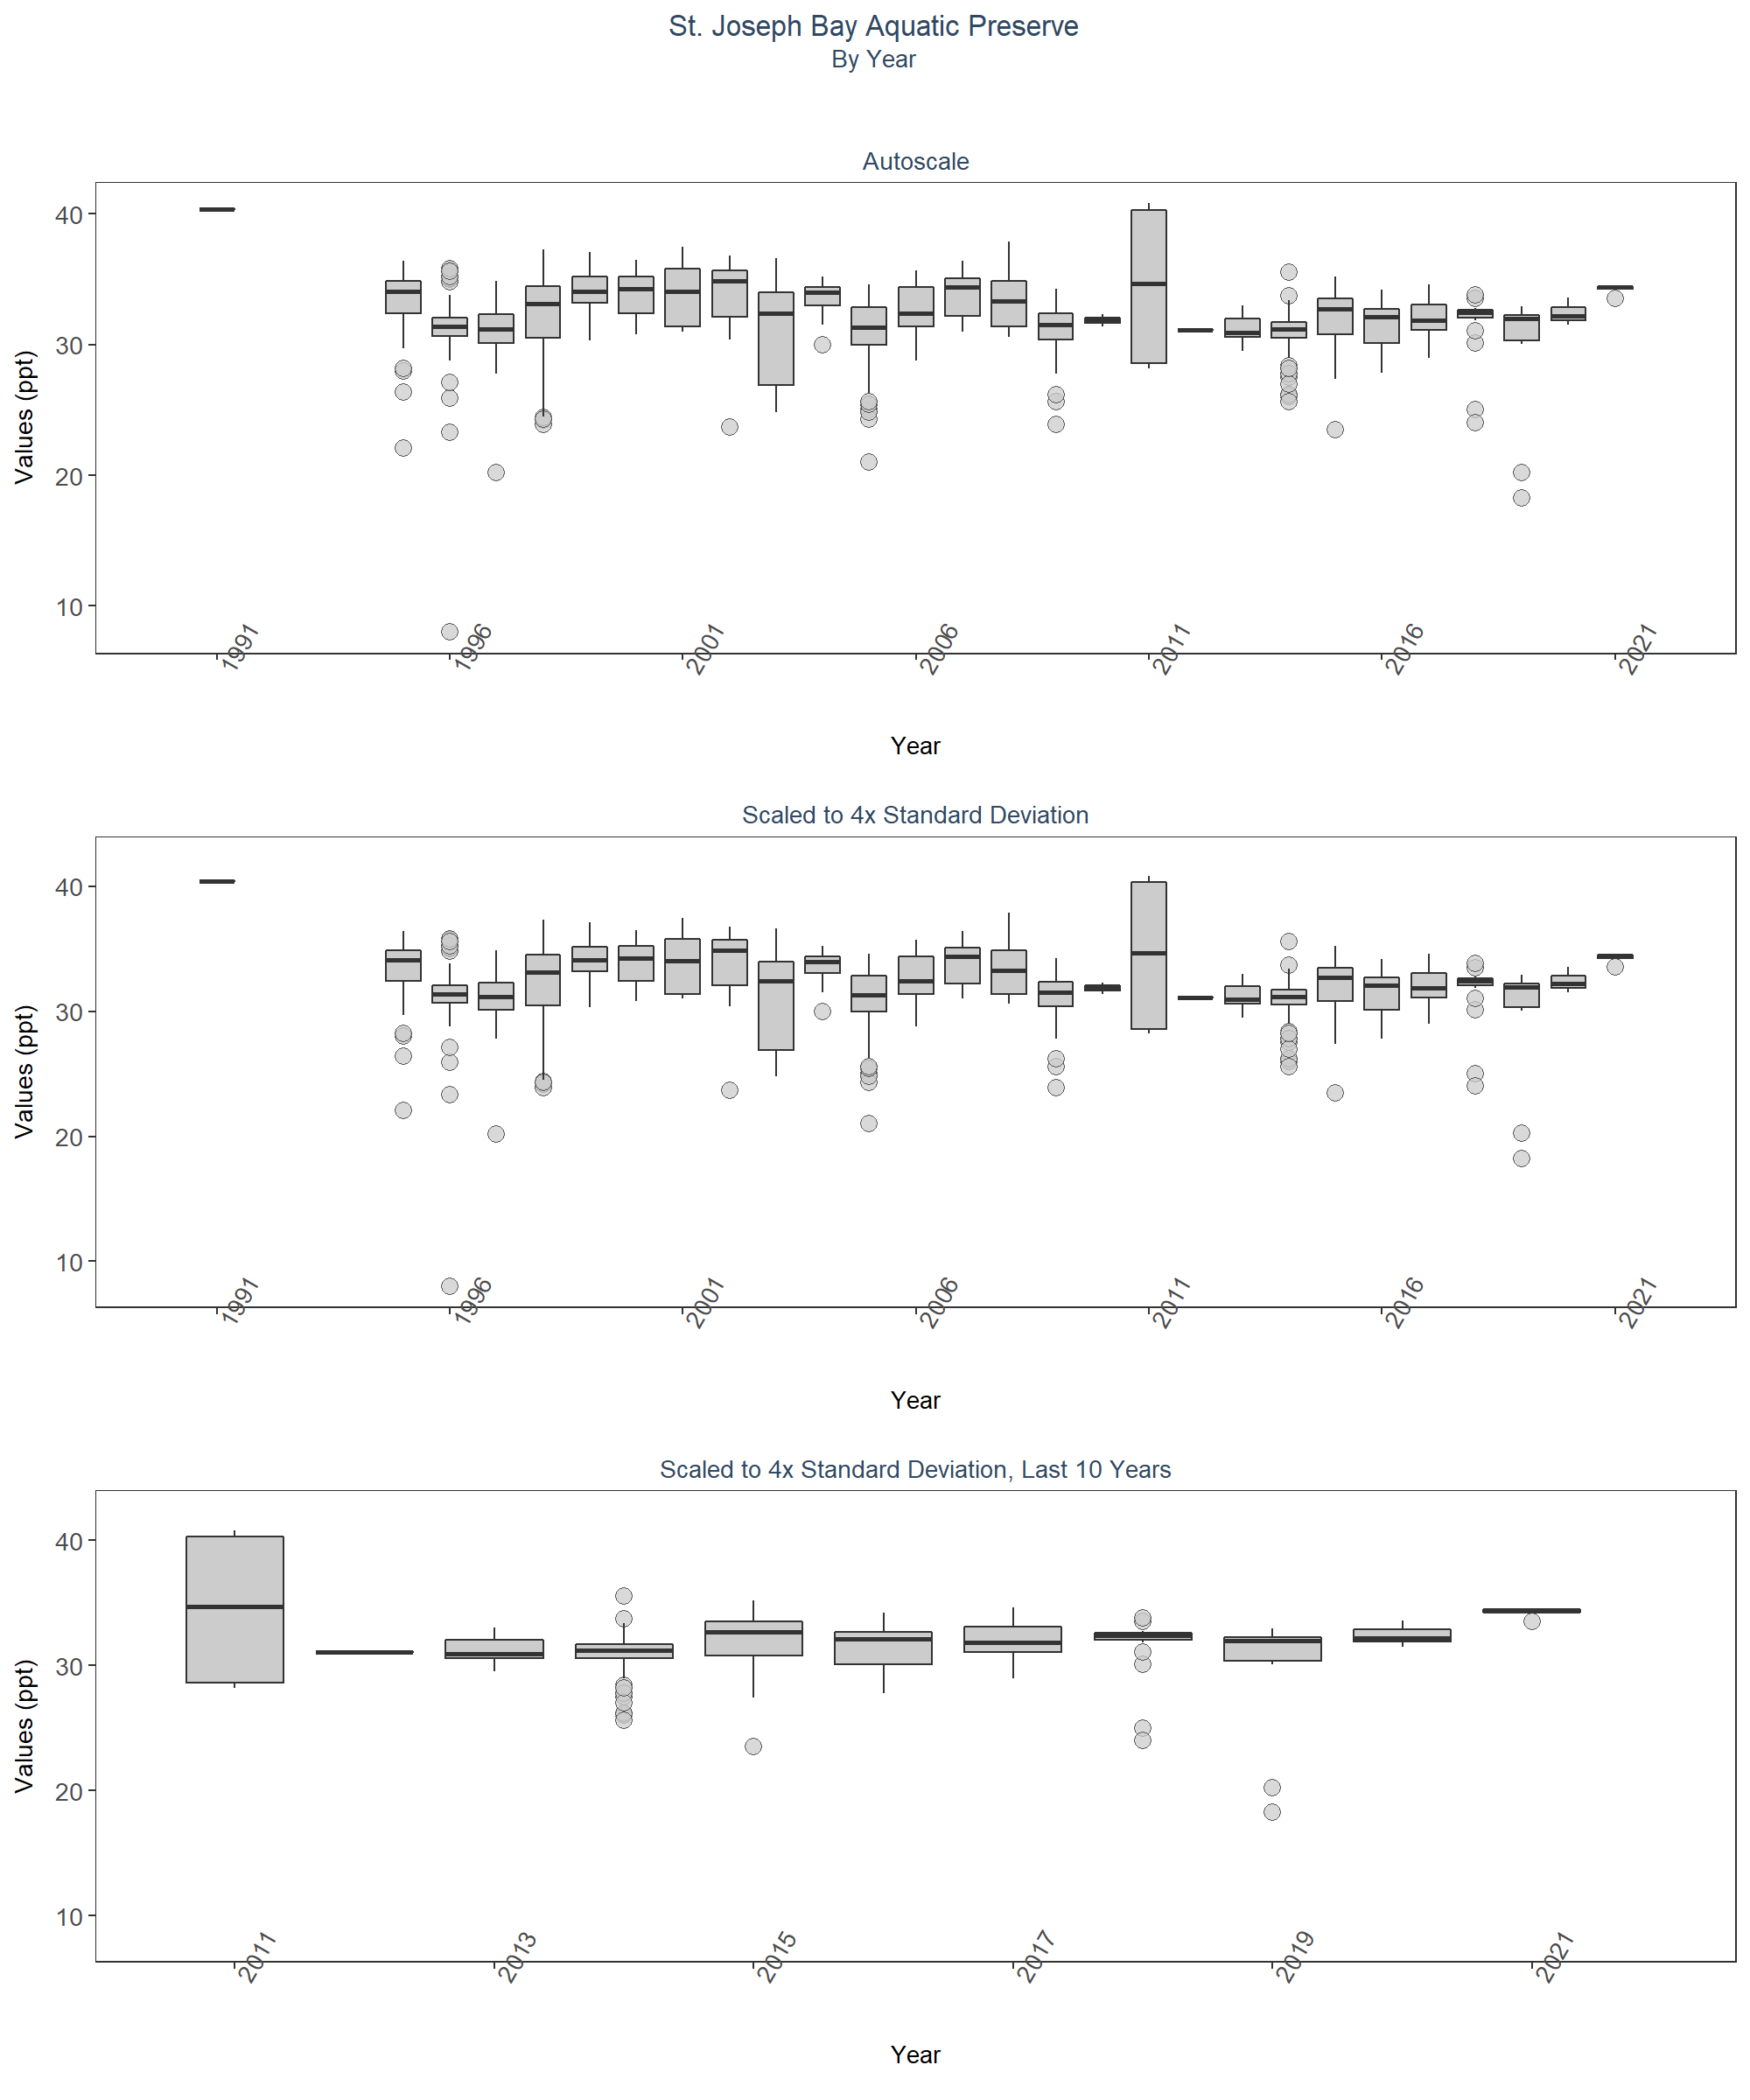 St. Joseph Bay Aquatic Preserve
By Year
Autoscale
Values (ppt)
40
30
20
10
1991
1996
2001
2006
2011
2016
2021
Year
Scaled to 4x Standard Deviation
Values (ppt)
40
30
20
10
1991
1996
2001
2006
2011
2016
2021
Year
Scaled to 4x Standard Deviation, Last 10 Years
Values (ppt)
40
30
20
10
2011
2013
2015
2017
2019
2021
Year